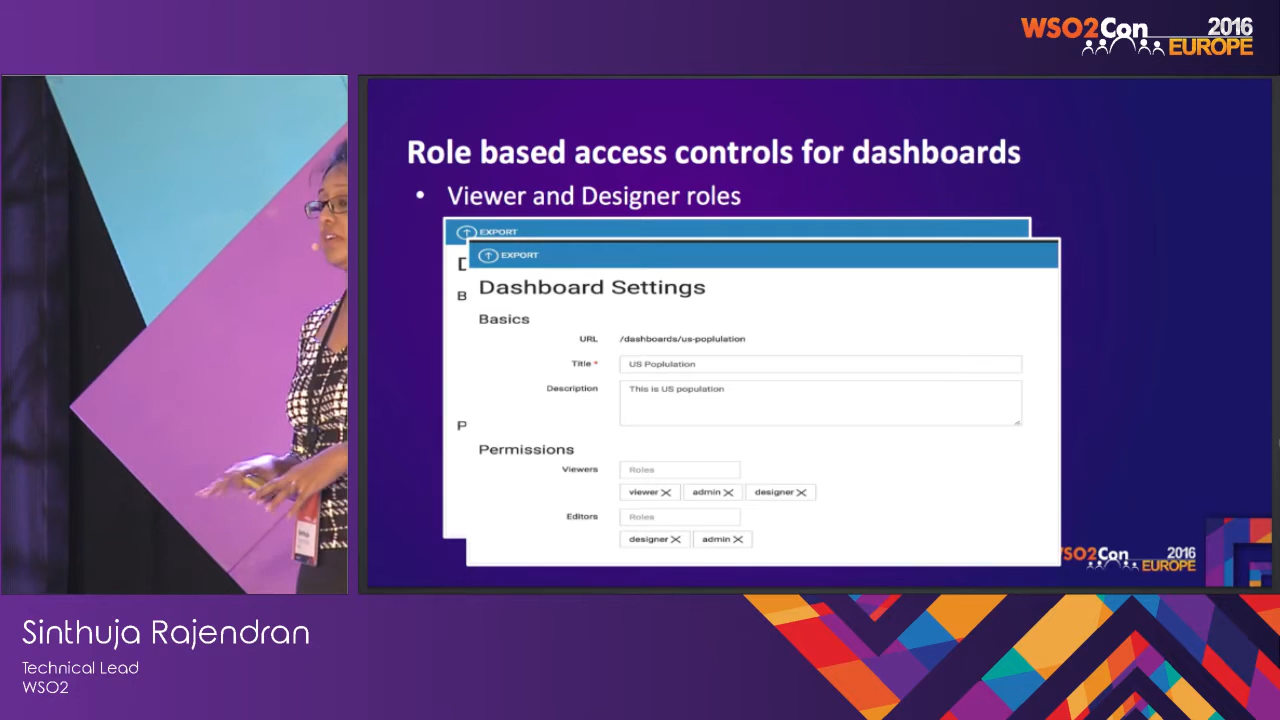 WSO2Con 2016
EUROPE
Role based access controls for dashboards
• Viewer and Designer roles
EXPORT
EXPORT
Dashboard Settings
Basics
URL /dashboards/us-poplulation
Title * US Poplulation
Description This is US population
P
Permissions
Viewers Roles
viewer admin designer
Editors Roles
designer admin
WSO2Con 2016
EUROPE
Sinthuja Rajendran
Technical Lead
WSO2